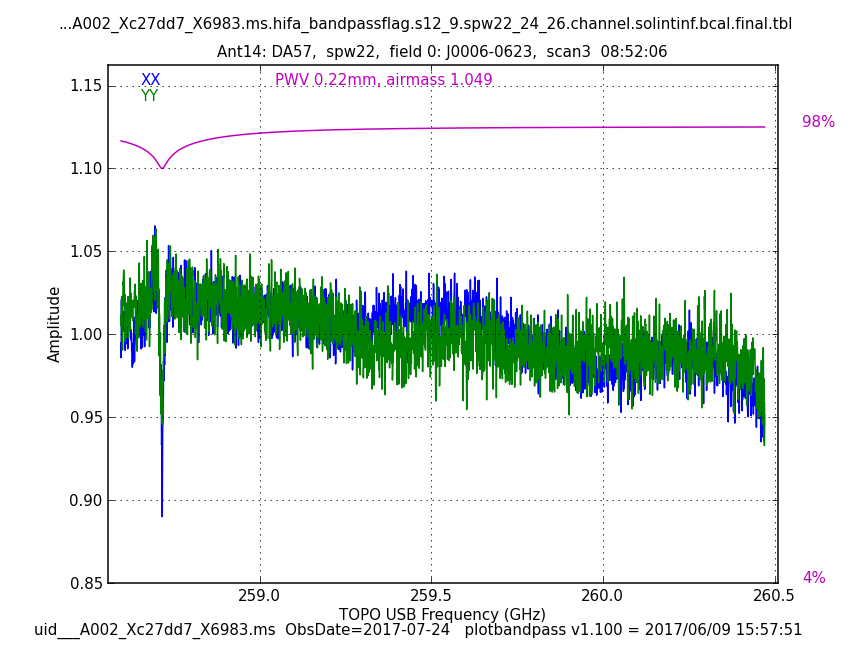 ...A002_Xc27dd7_X6983.ms.hifa_bandpassflag.s12_9.spw22_24_26.channel.solintinf.bcal.final.tbl
Ant14: DA57,  spw22,  field 0: J0006-0623,  scan3  08:52:06
XX
YY
PWV 0.22mm, airmass 1.049
1.15
1.10
1.05
1.00
0.95
0.90
0.85
Amplitude
98%
4%
259.0
259.5
260.0
260.5
TOPO USB Frequency (GHz)
uid___A002_Xc27dd7_X6983.ms  ObsDate=2017-07-24   plotbandpass v1.100 = 2017/06/09 15:57:51